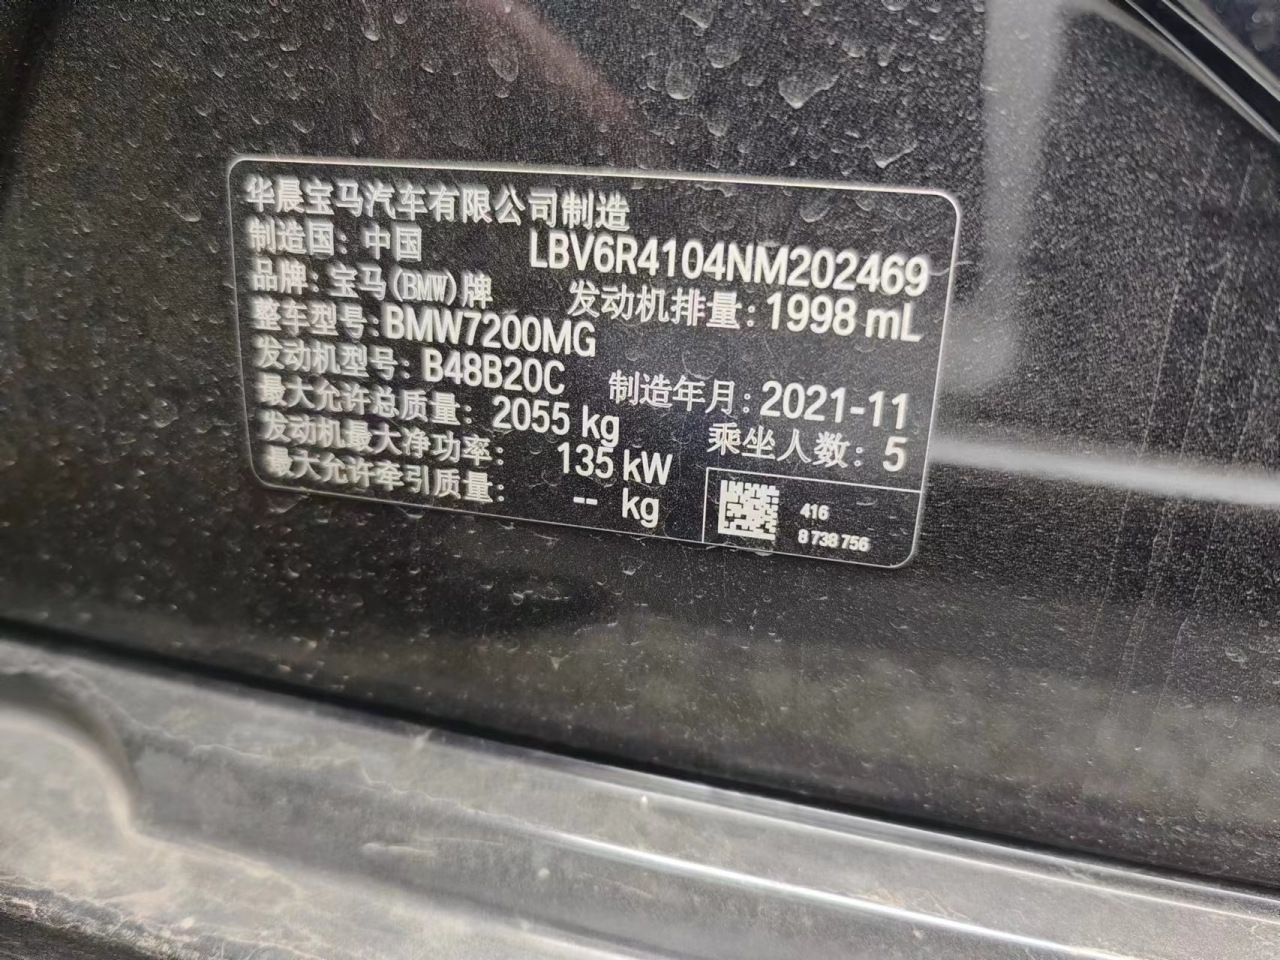 华晨宝马汽车有限公司制造
制造国：中国
LBV6R4104NM202469
品牌：宝马(BMW)牌
发动机排量：1998 mL
整车型号：BMW7200MG
发动机型号：B48B20C
制造年月：2021-11
最大允许总质量：2055 kg
乘坐人数：5
发动机最大净功率：135 kW
最大允许牵引质量：-- kg
416
8 738 756